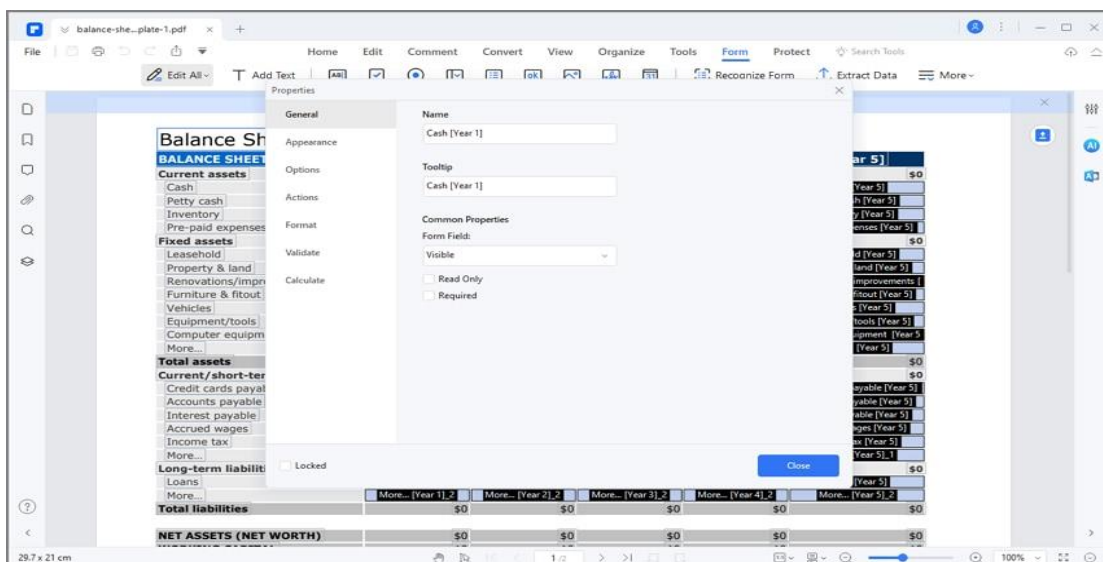 balance-she...plate-1.pdf
File Home Edit Comment Convert View Organize Tools Form Protect Search Tools
Edit All Add Text Recognize Form Extract Data More
Properties
General
Appearance
Options
Actions
Format
Validate
Calculate
Name
Cash [Year 1]
Tooltip
Cash [Year 1]
Common Properties
Form Field:
Visible
Read Only
Required
Locked
Close
Balance Sh
BALANCE SHEET ar 5]
Current assets $0
Cash Year 5]
Petty cash h [Year 5]
Inventory y [Year 5]
Pre-paid expenses enses [Year 5]
Fixed assets $0
Leasehold d [Year 5]
Property & land land [Year 5]
Renovations/impr improvements [
Furniture & fitout fitout [Year 5]
Vehicles s [Year 5]
Equipment/tools tools [Year 5]
Computer equipm uipment [Year 5
More... [Year 5]
Total assets $0
Current/short-ter $0
Credit cards payal ayable [Year 5]
Accounts payable yable [Year 5]
Interest payable able [Year 5]
Accrued wages ages [Year 5]
Income tax ax [Year 5]
More... Year 5]_1
Long-term liabiliti $0
Loans [Year 5]
More... More... [Year 1]_2 More... [Year 2]_2 More... [Year 3]_2 More... [Year 4]_2 More... [Year 5]_2
Total liabilities $0 $0 $0 $0 $0
NET ASSETS (NET WORTH) $0 $0 $0 $0 $0
29.7 x 21 cm 1 /2 100%